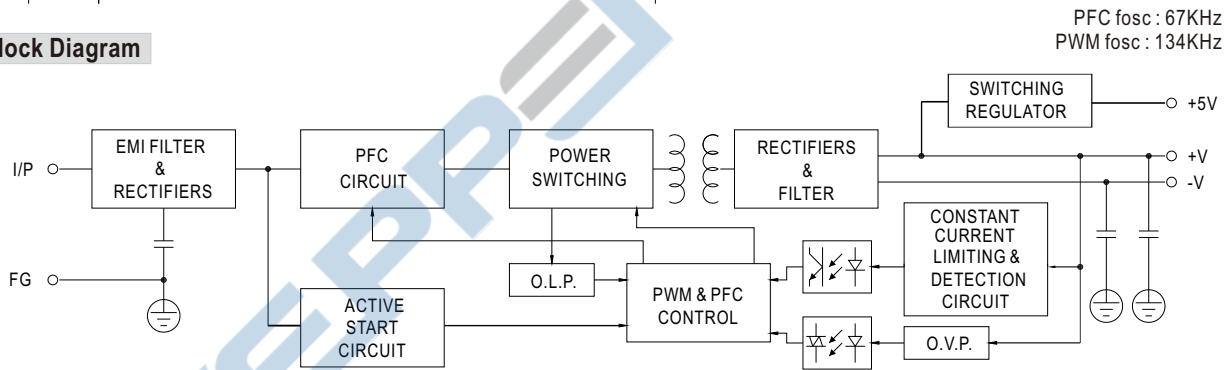 PFC fosc : 67KHz
PWM fosc : 134KHz
lock Diagram
SWITCHING
REGULATOR
+5V
I/P
EMI FILTER
&
RECTIFIERS
PFC
CIRCUIT
POWER
SWITCHING
RECTIFIERS
&
FILTER
+V
-V
FG
O.L.P.
PWM & PFC
CONTROL
CONSTANT
CURRENT
LIMITING &
DETECTION
CIRCUIT
ACTIVE
START
CIRCUIT
O.V.P.